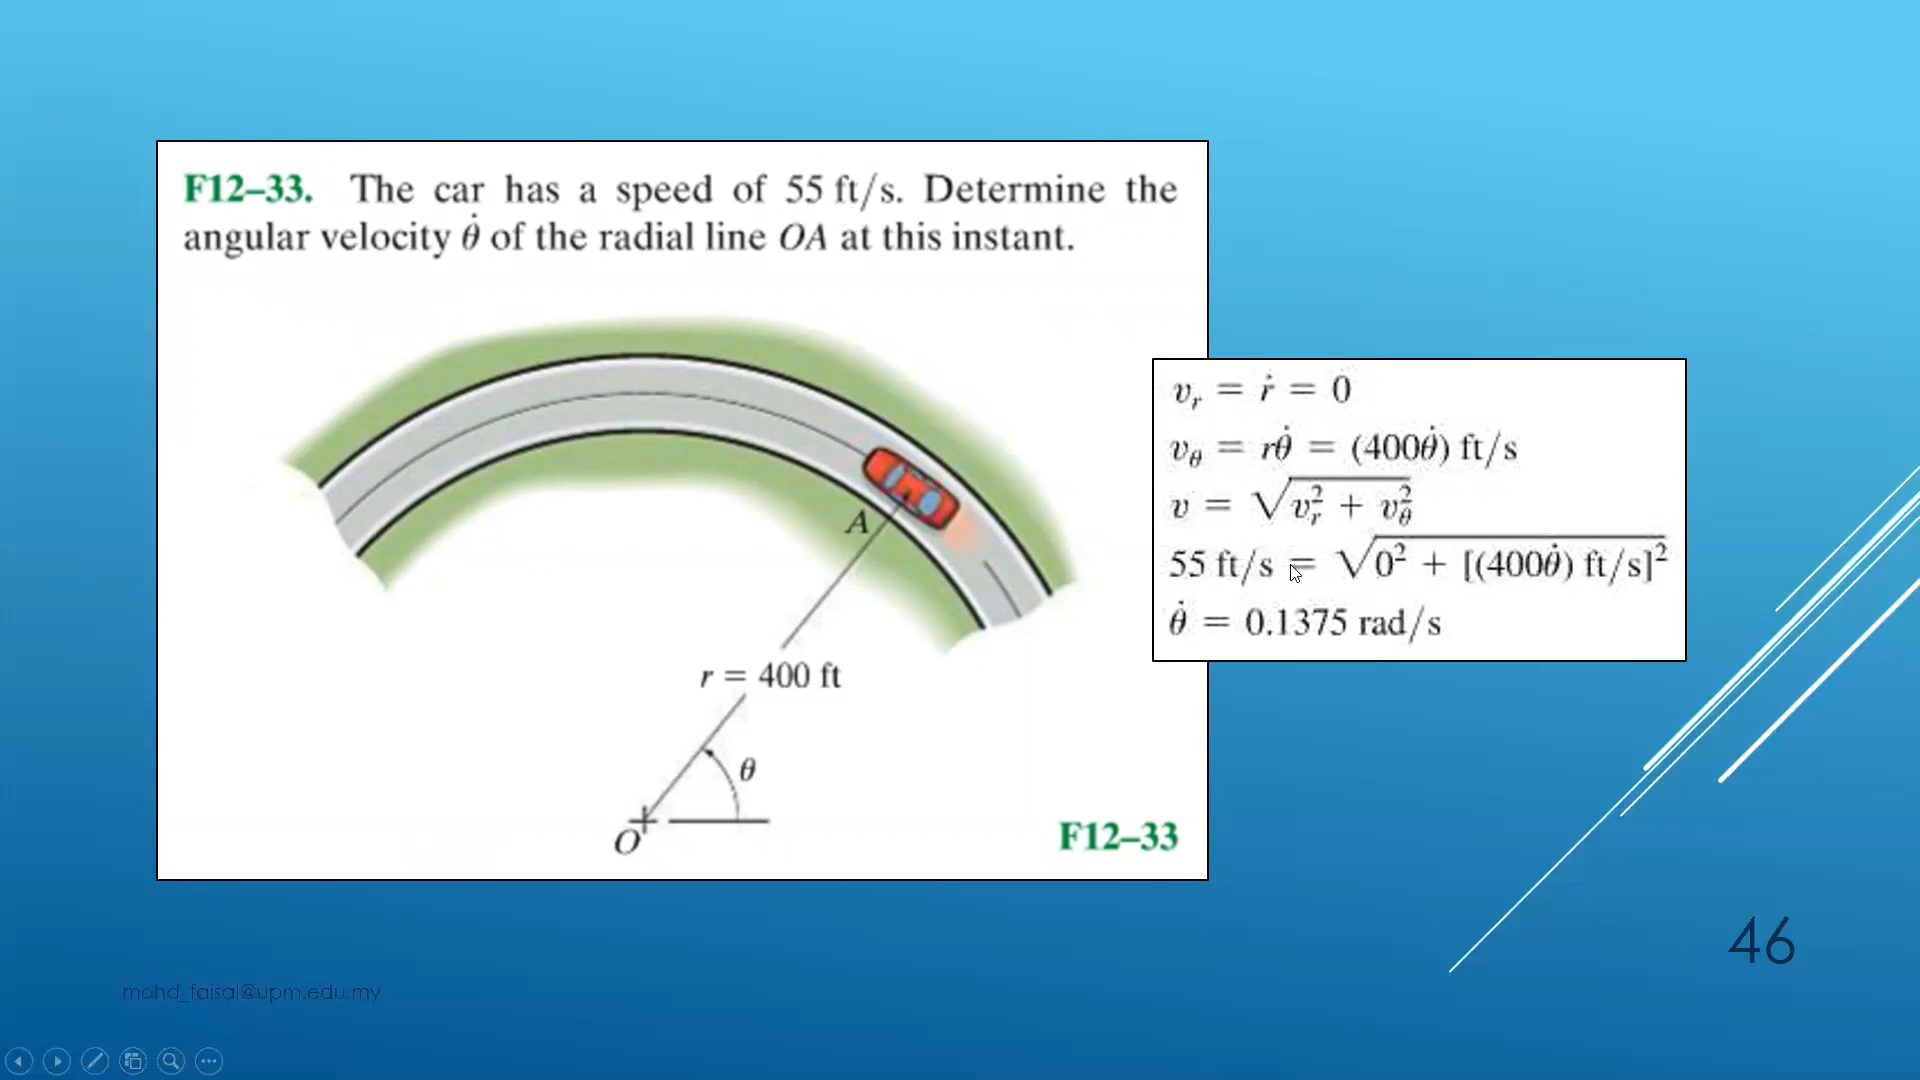 F12–33. The car has a speed of 55 ft/s. Determine the
angular velocity θ̇ of the radial line OA at this instant.
A
r = 400 ft
θ
O
F12–33
vᵣ = ṙ = 0
v_θ = rθ̇ = (400θ̇) ft/s
v = √(vᵣ² + v_θ²)
55 ft/s = √(0² + [(400θ̇) ft/s]²)
θ̇ = 0.1375 rad/s
46
mohd_faisal@upm.edu.my